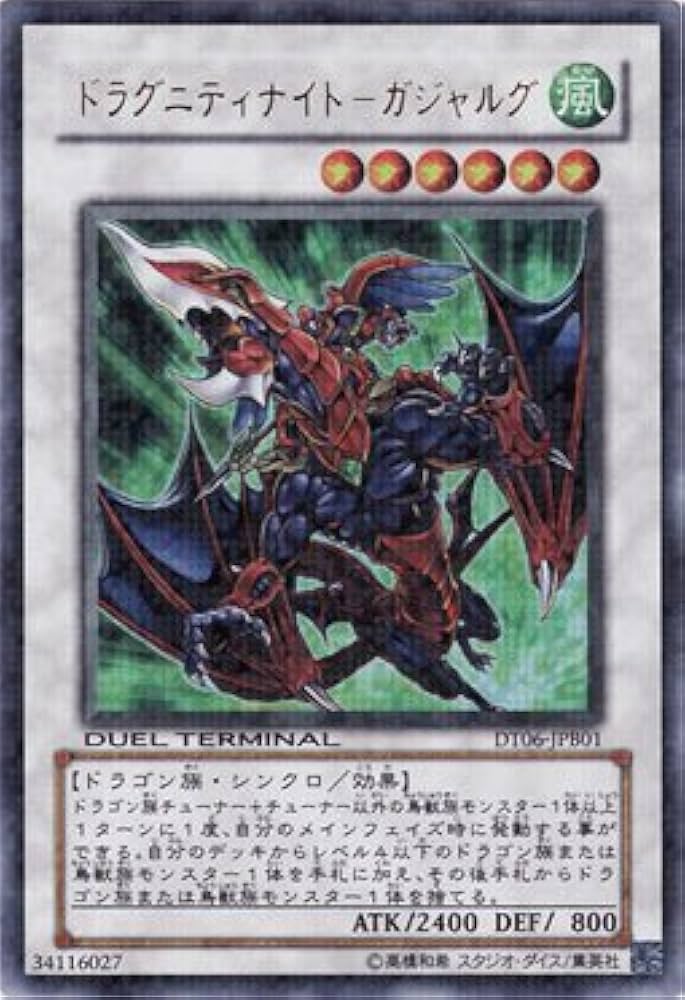 ドラグニティナイト－ガジャルグ
風
DUEL TERMINAL
DT06-JPB01
[ドラゴン族・シンクロ／効果]
ドラゴン族チューナー＋チューナー以外の鳥獣族モンスター1体以上
1ターンに1度、自分のメインフェイズ時に発動する事が
できる。自分のデッキからレベル4以下のドラゴン族または
鳥獣族モンスター1体を手札に加え、その後手札からドラ
ゴン族または鳥獣族モンスター1体を捨てる。
ATK/2400 DEF/ 800
34116027
©高橋和希 スタジオ・ダイス/集英社